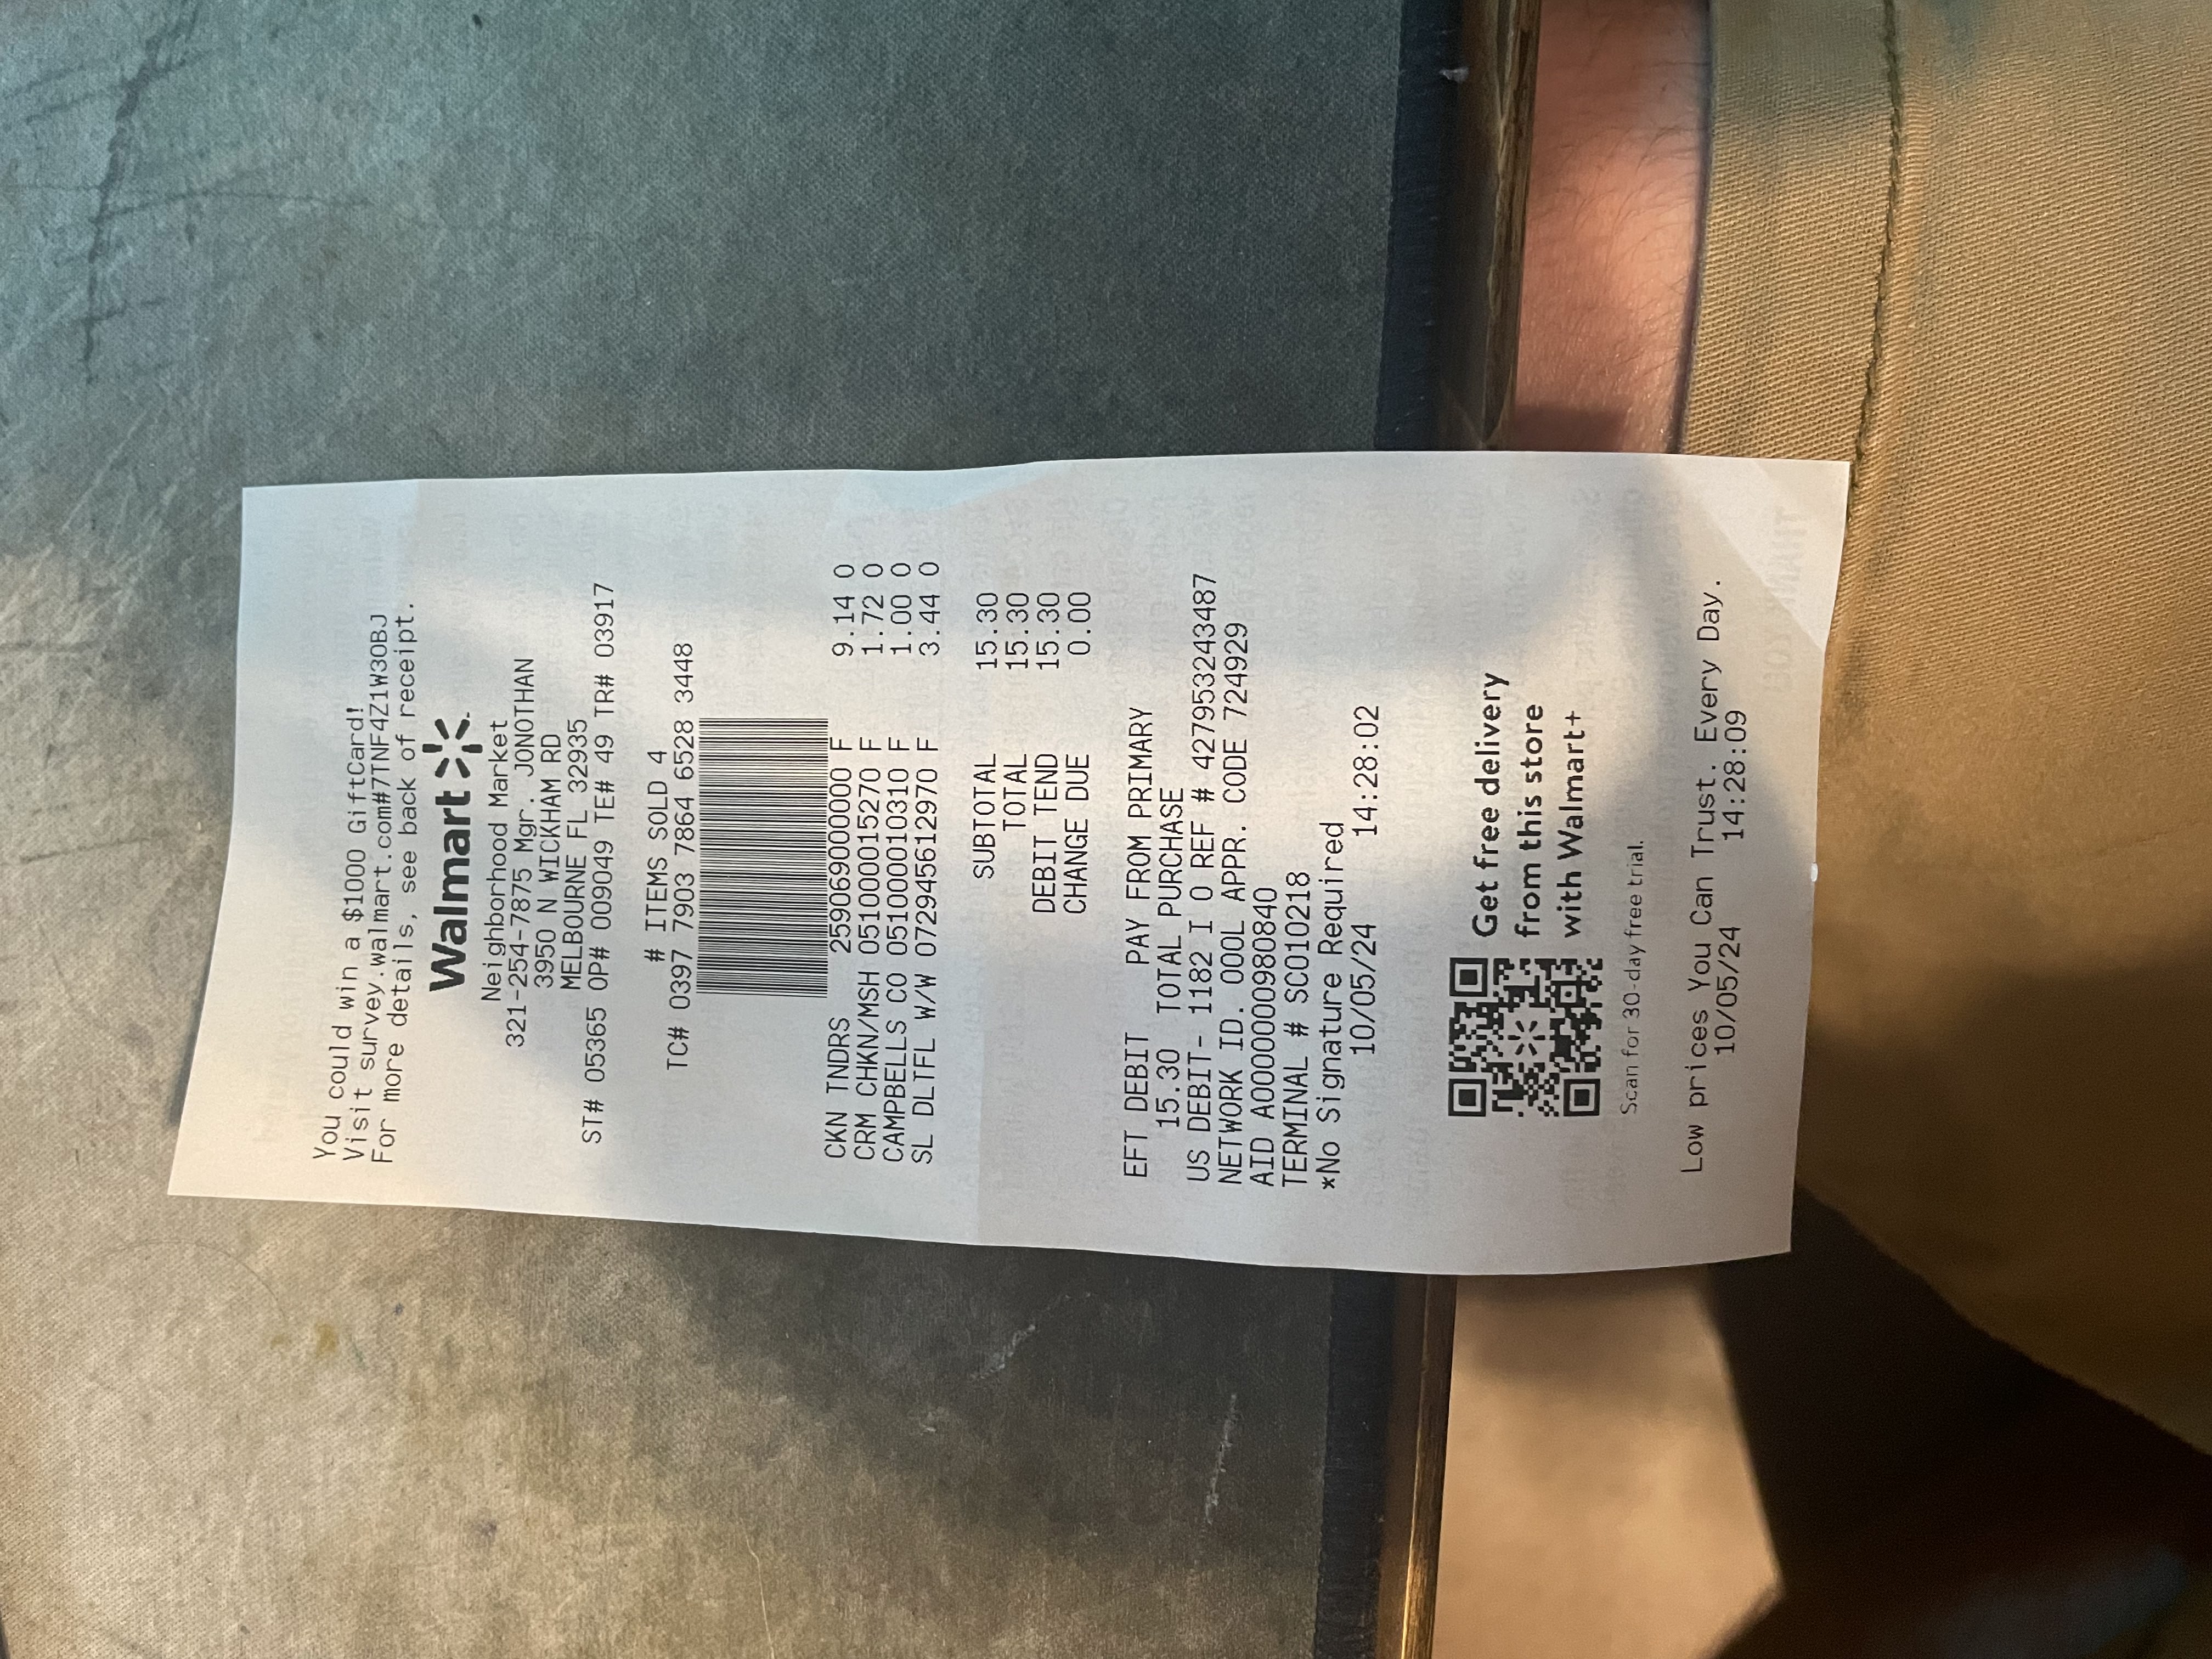 You could win a $1000 GiftCard!
Visit survey.walmart.com#7TNF4Z1W3OBJ
For more details, see back of receipt.
Walmart
Neighborhood Market
321-254-7875 Mgr. JONOTHAN
3950 N WICKHAM RD
MELBOURNE FL 32935
ST# 05365 OP# 009049 TE# 49 TR# 03917
# ITEMS SOLD 4
TC# 0397 7903 7864 6528 3448
CKN TNDRS 259069000000 F 9.14 O
CRM CHKN/MSH 051000015270 F 1.72 O
CAMPBELLS CO 051000010310 F 1.00 O
SL DLTFL W/W 072945612970 F 3.44 O
SUBTOTAL 15.30
TOTAL 15.30
DEBIT TEND 15.30
CHANGE DUE 0.00
EFT DEBIT PAY FROM PRIMARY
15.30 TOTAL PURCHASE
US DEBIT- 1182 I 0 REF # 427953243487
NETWORK ID. 000L APPR. CODE 724929
AID A0000000980840
TERMINAL # SC010218
*No Signature Required
10/05/24 14:28:02
Get free delivery
from this store
with Walmart+
Scan for 30-day free trial.
Low prices You Can Trust. Every Day.
10/05/24 14:28:09
THANK YOU